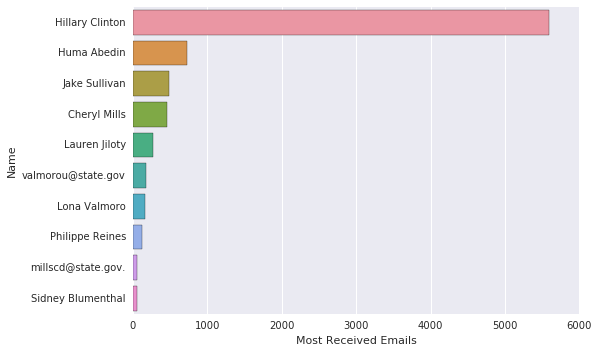 Hillary Clinton
Huma Abedin
Jake Sullivan
Cheryl Mills
Lauren Jiloty
valmorou@state.gov
Lona Valmoro
Philippe Reines
millscd@state.gov.
Sidney Blumenthal
Name
0 1000 2000 3000 4000 5000 6000
Most Received Emails